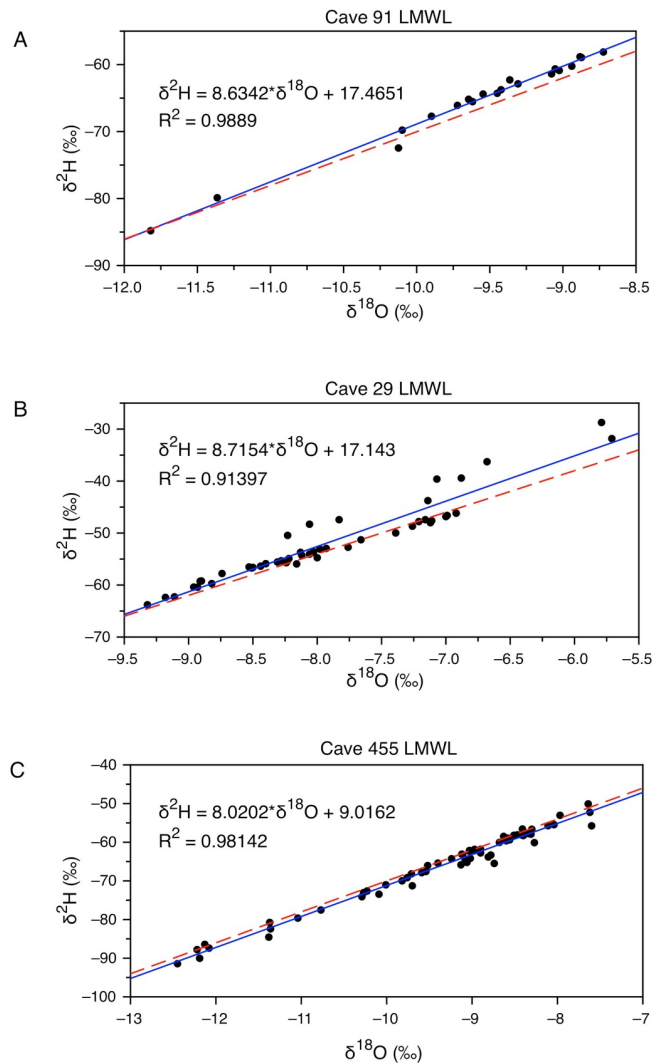 Cave 91 LMWL
A
δ²H = 8.6342*δ¹⁸O + 17.4651
R² = 0.9889
δ²H (‰)
−60
−70
−80
−90
−12.0 −11.5 −11.0 −10.5 −10.0 −9.5 −9.0 −8.5
δ¹⁸O (‰)
Cave 29 LMWL
B
δ²H = 8.7154*δ¹⁸O + 17.143
R² = 0.91397
δ²H (‰)
−30
−40
−50
−60
−70
−9.5 −9.0 −8.5 −8.0 −7.5 −7.0 −6.5 −6.0 −5.5
δ¹⁸O (‰)
Cave 455 LMWL
C
δ²H = 8.0202*δ¹⁸O + 9.0162
R² = 0.98142
δ²H (‰)
−40
−50
−60
−70
−80
−90
−100
−13 −12 −11 −10 −9 −8 −7
δ¹⁸O (‰)